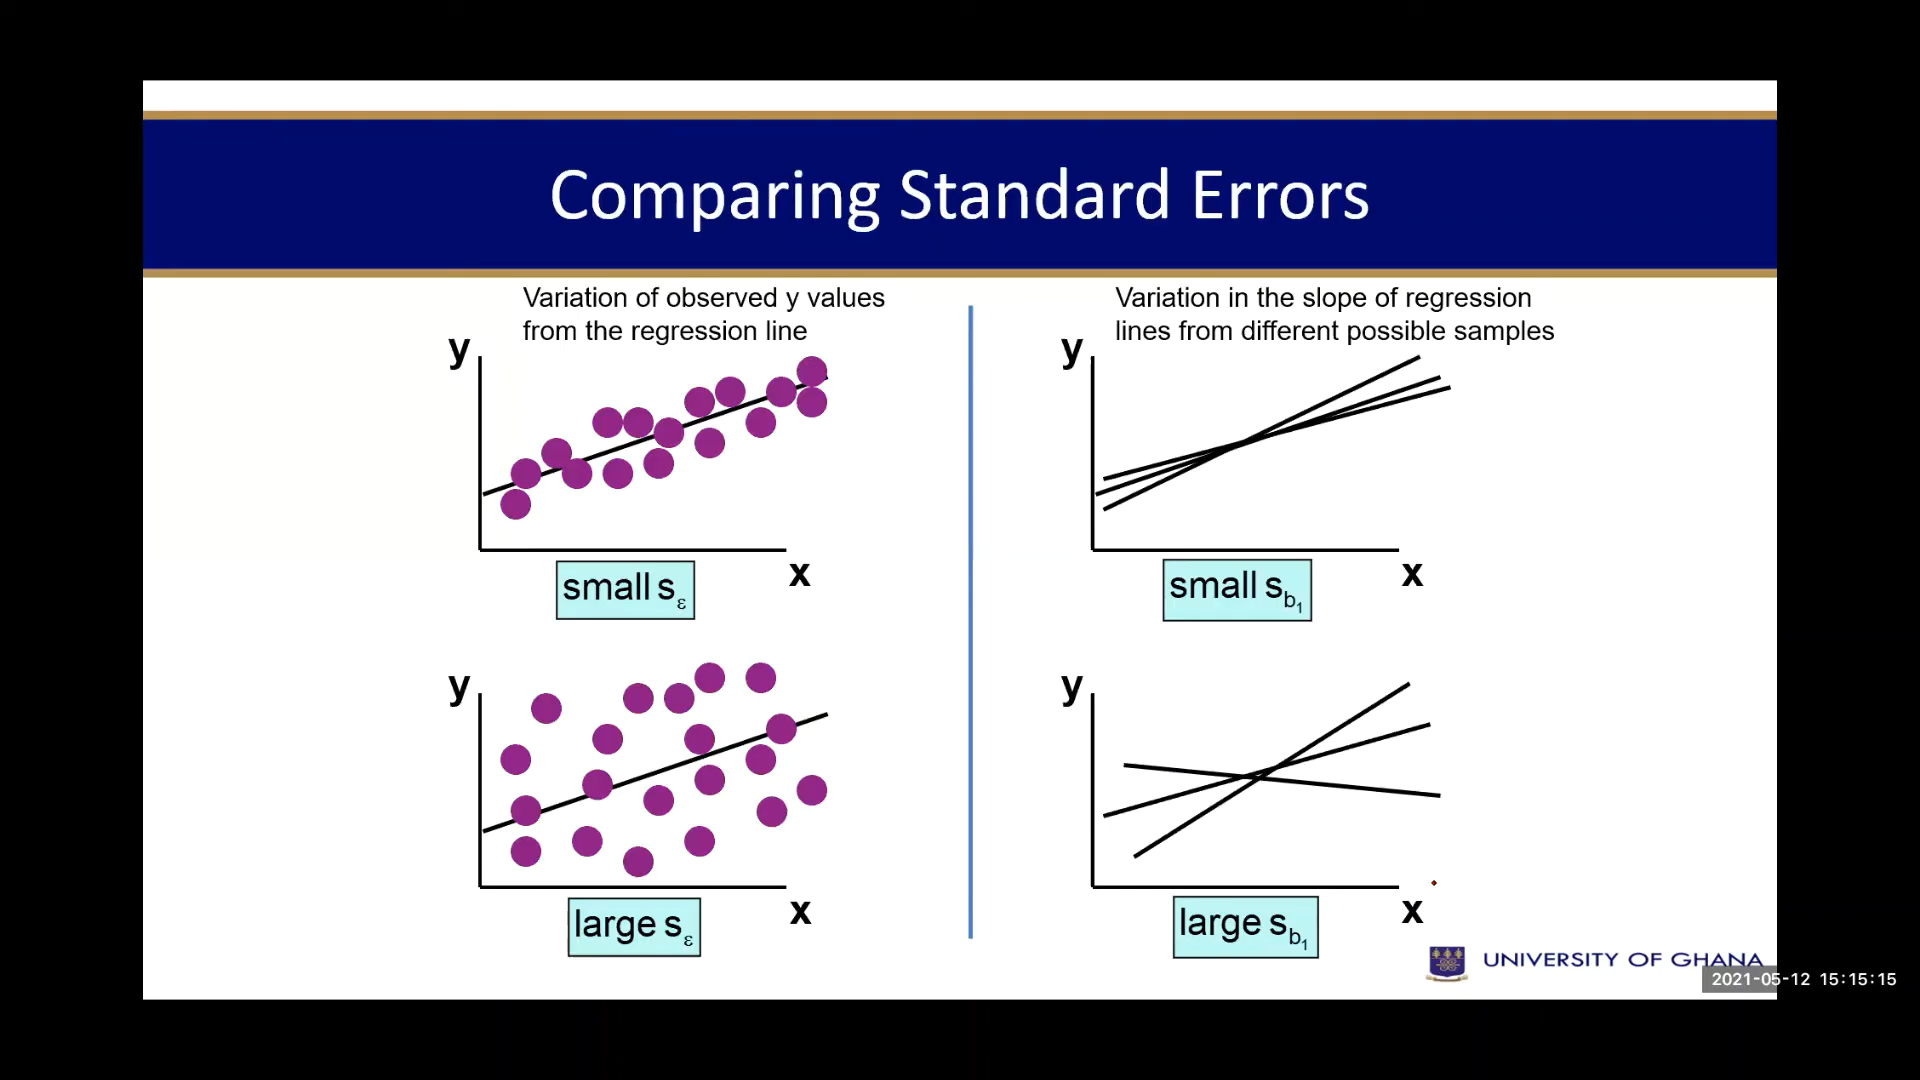 Comparing Standard Errors
Variation of observed y values
from the regression line
y
x
small sε
y
x
large sε
Variation in the slope of regression
lines from different possible samples
y
x
small sb1
y
x
large sb1
UNIVERSITY OF GHANA
2021-05-12 15:15:15